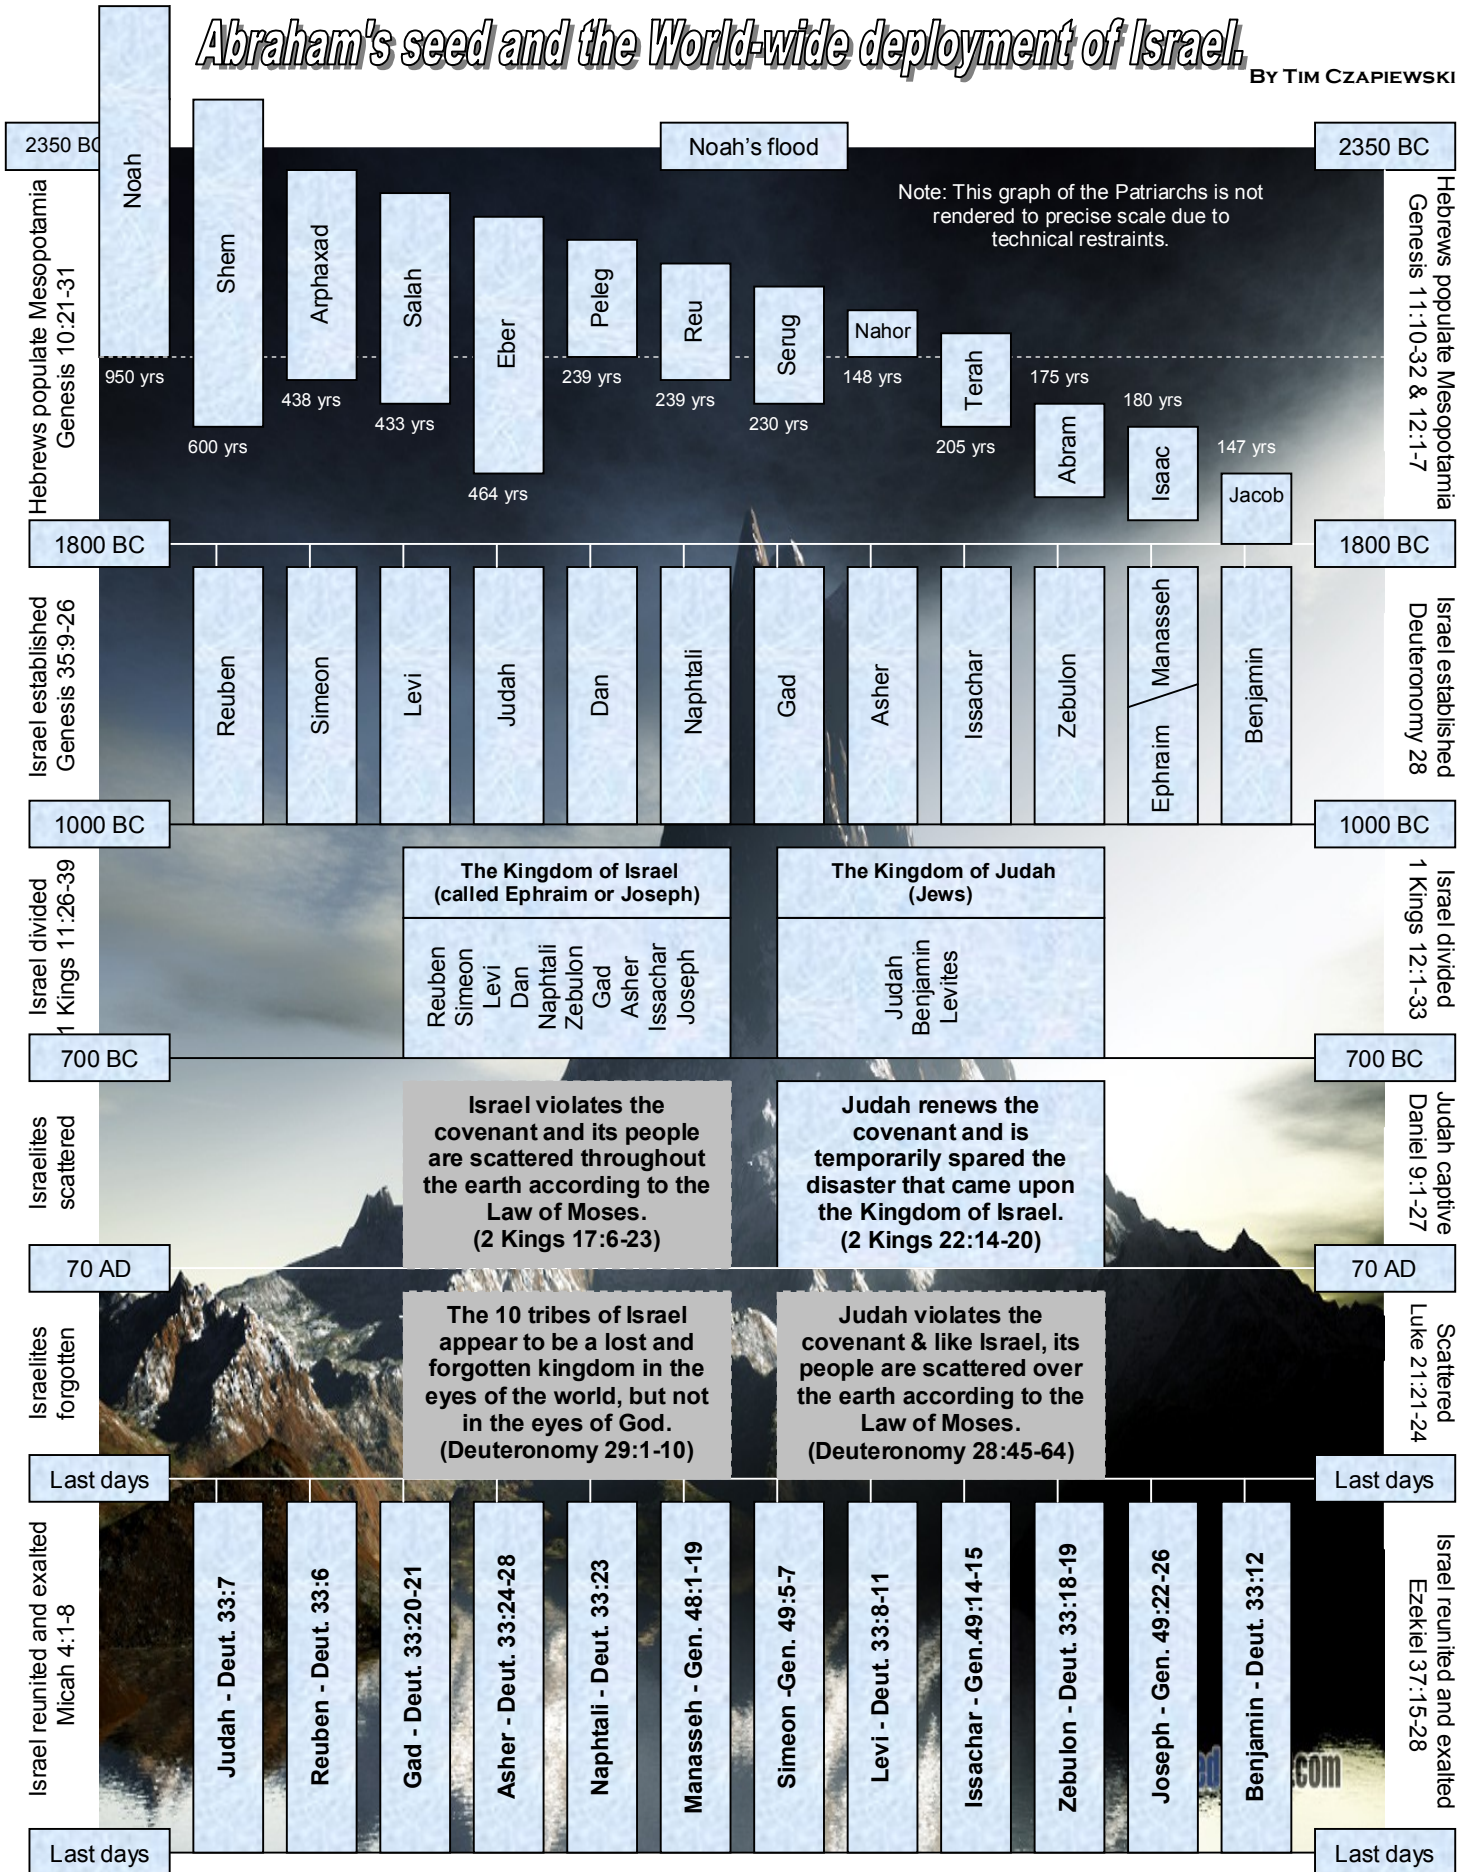 Abraham's seed and the World-wide deployment of Israel.
BY TIM CZAPIEWSKI
2350 BC
Noah's flood
2350 BC
Note: This graph of the Patriarchs is not
rendered to precise scale due to
technical restraints.
Hebrews populate Mesopotamia
Genesis 10:21-31
Hebrews populate Mesopotamia
Genesis 11:10-32 & 12:1-7
Noah
950 yrs
Shem
600 yrs
Arphaxad
438 yrs
Salah
433 yrs
Eber
464 yrs
Peleg
239 yrs
Reu
239 yrs
Serug
230 yrs
Nahor
148 yrs
Terah
205 yrs
175 yrs
Abram
180 yrs
Isaac
147 yrs
Jacob
1800 BC
1800 BC
Israel established
Genesis 35:9-26
Reuben
Simeon
Levi
Judah
Dan
Naphtali
Gad
Asher
Issachar
Zebulon
Ephraim
Manasseh
Benjamin
Israel established
Deuteronomy 28
1000 BC
1000 BC
Israel divided
1 Kings 11:26-39
The Kingdom of Israel
(called Ephraim or Joseph)
Reuben
Simeon
Levi
Dan
Naphtali
Zebulon
Gad
Asher
Issachar
Joseph
The Kingdom of Judah
(Jews)
Judah
Benjamin
Levites
Israel divided
1 Kings 12:1-33
700 BC
700 BC
Israelites
scattered
Israel violates the
covenant and its people
are scattered throughout
the earth according to the
Law of Moses.
(2 Kings 17:6-23)
Judah renews the
covenant and is
temporarily spared the
disaster that came upon
the Kingdom of Israel.
(2 Kings 22:14-20)
Judah captive
Daniel 9:1-27
70 AD
70 AD
Israelites
forgotten
The 10 tribes of Israel
appear to be a lost and
forgotten kingdom in the
eyes of the world, but not
in the eyes of God.
(Deuteronomy 29:1-10)
Judah violates the
covenant & like Israel, its
people are scattered over
the earth according to the
Law of Moses.
(Deuteronomy 28:45-64)
Scattered
Luke 21:21-24
Last days
Last days
Israel reunited and exalted
Micah 4:1-8
Judah - Deut. 33:7
Reuben - Deut. 33:6
Gad - Deut. 33:20-21
Asher - Deut. 33:24-28
Naphtali - Deut. 33:23
Manasseh - Gen. 48:1-19
Simeon -Gen. 49:5-7
Levi - Deut. 33:8-11
Issachar - Gen.49:14-15
Zebulon - Deut. 33:18-19
Joseph - Gen. 49:22-26
Benjamin - Deut. 33:12
Israel reunited and exalted
Ezekiel 37:15-28
Last days
Last days